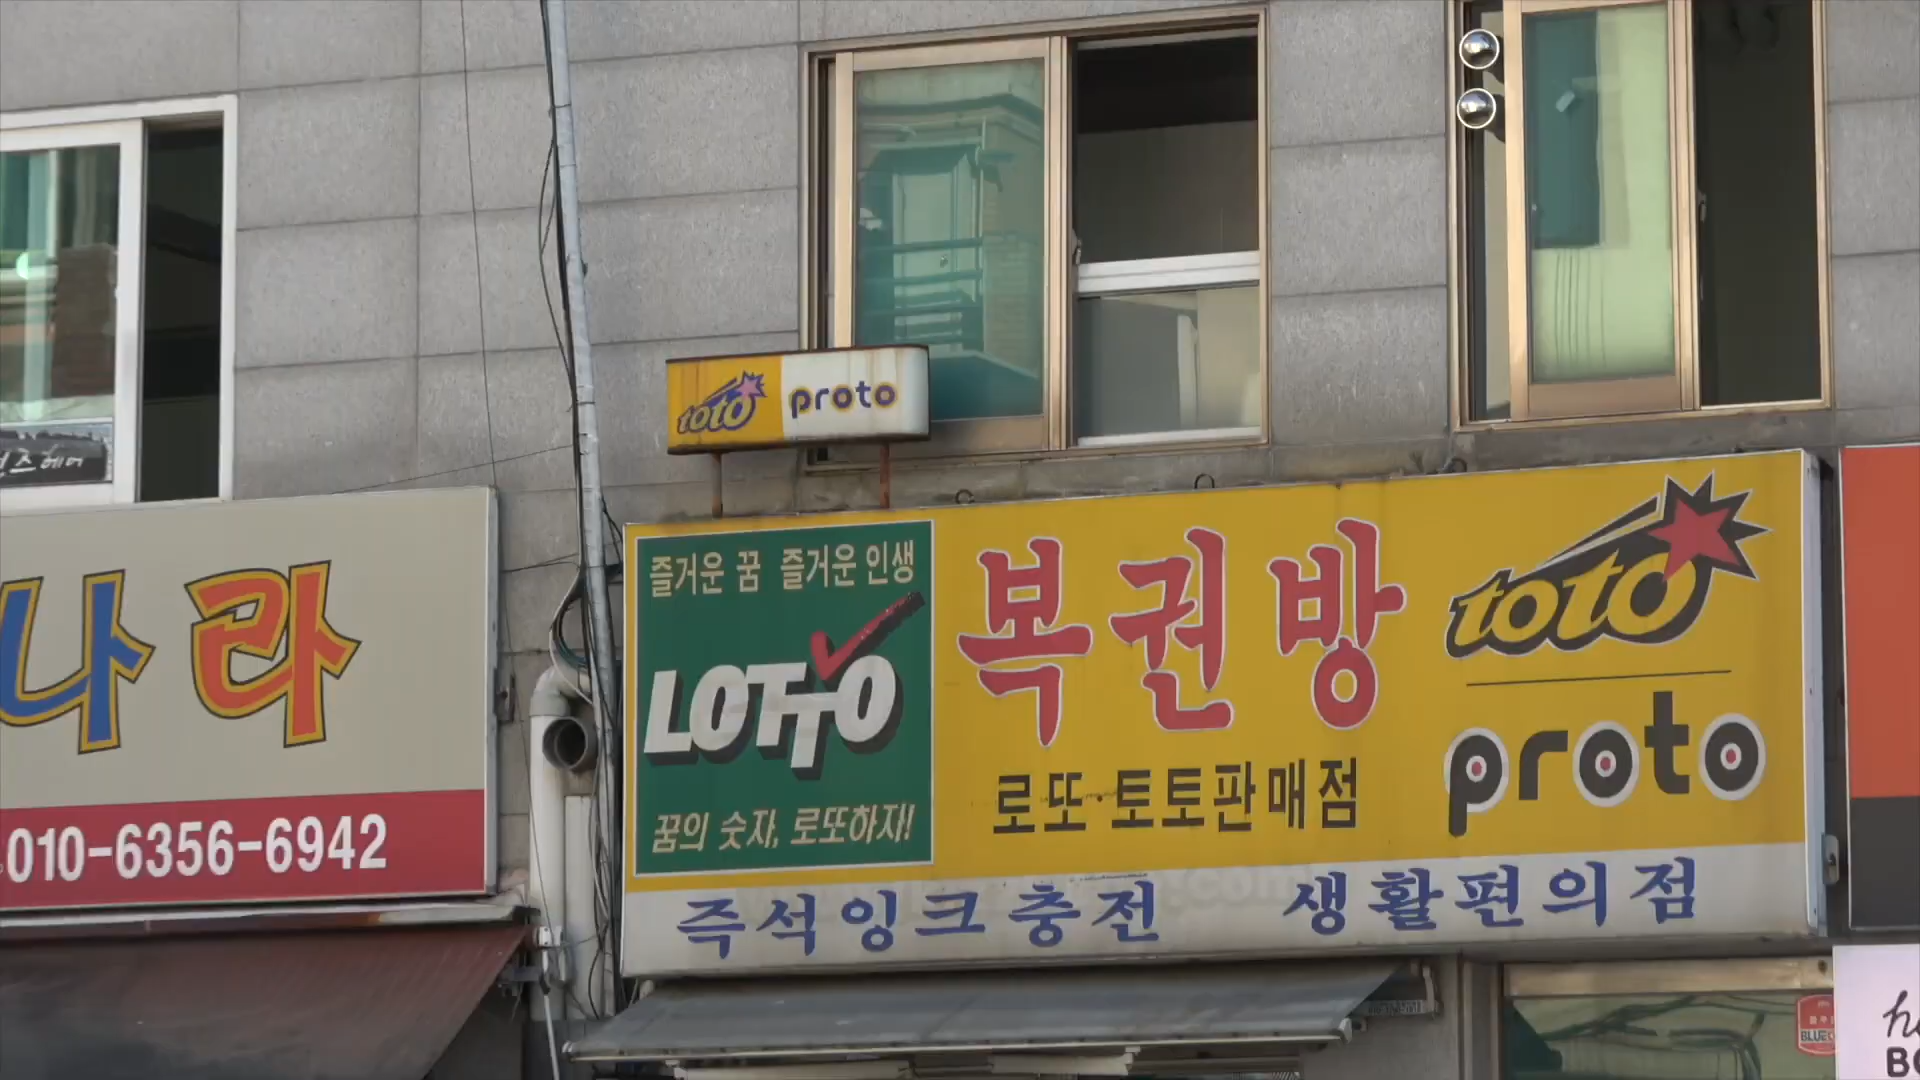 toto proto
나라
010-6356-6942
즐거운 꿈 즐거운 인생
LOTTO
꿈의 숫자, 로또하자!
복권방
로또·토토판매점
toto
proto
즉석잉크충전 생활편의점